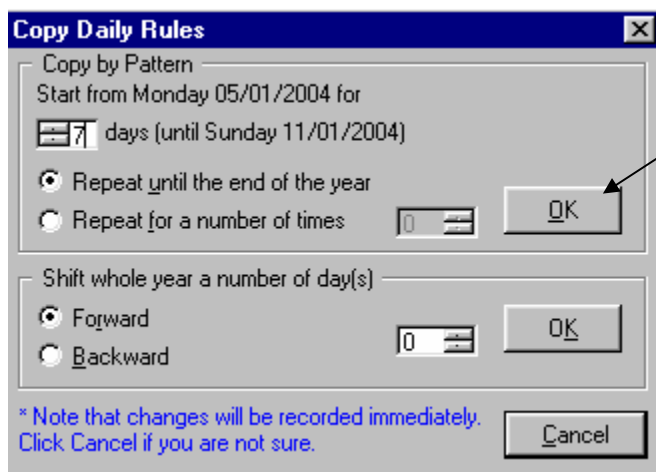 Copy Daily Rules
Copy by Pattern
Start from Monday 05/01/2004 for
7 days (until Sunday 11/01/2004)
Repeat until the end of the year
Repeat for a number of times 0
OK
Shift whole year a number of day(s)
Forward
Backward
0
OK
* Note that changes will be recorded immediately.
Click Cancel if you are not sure.
Cancel